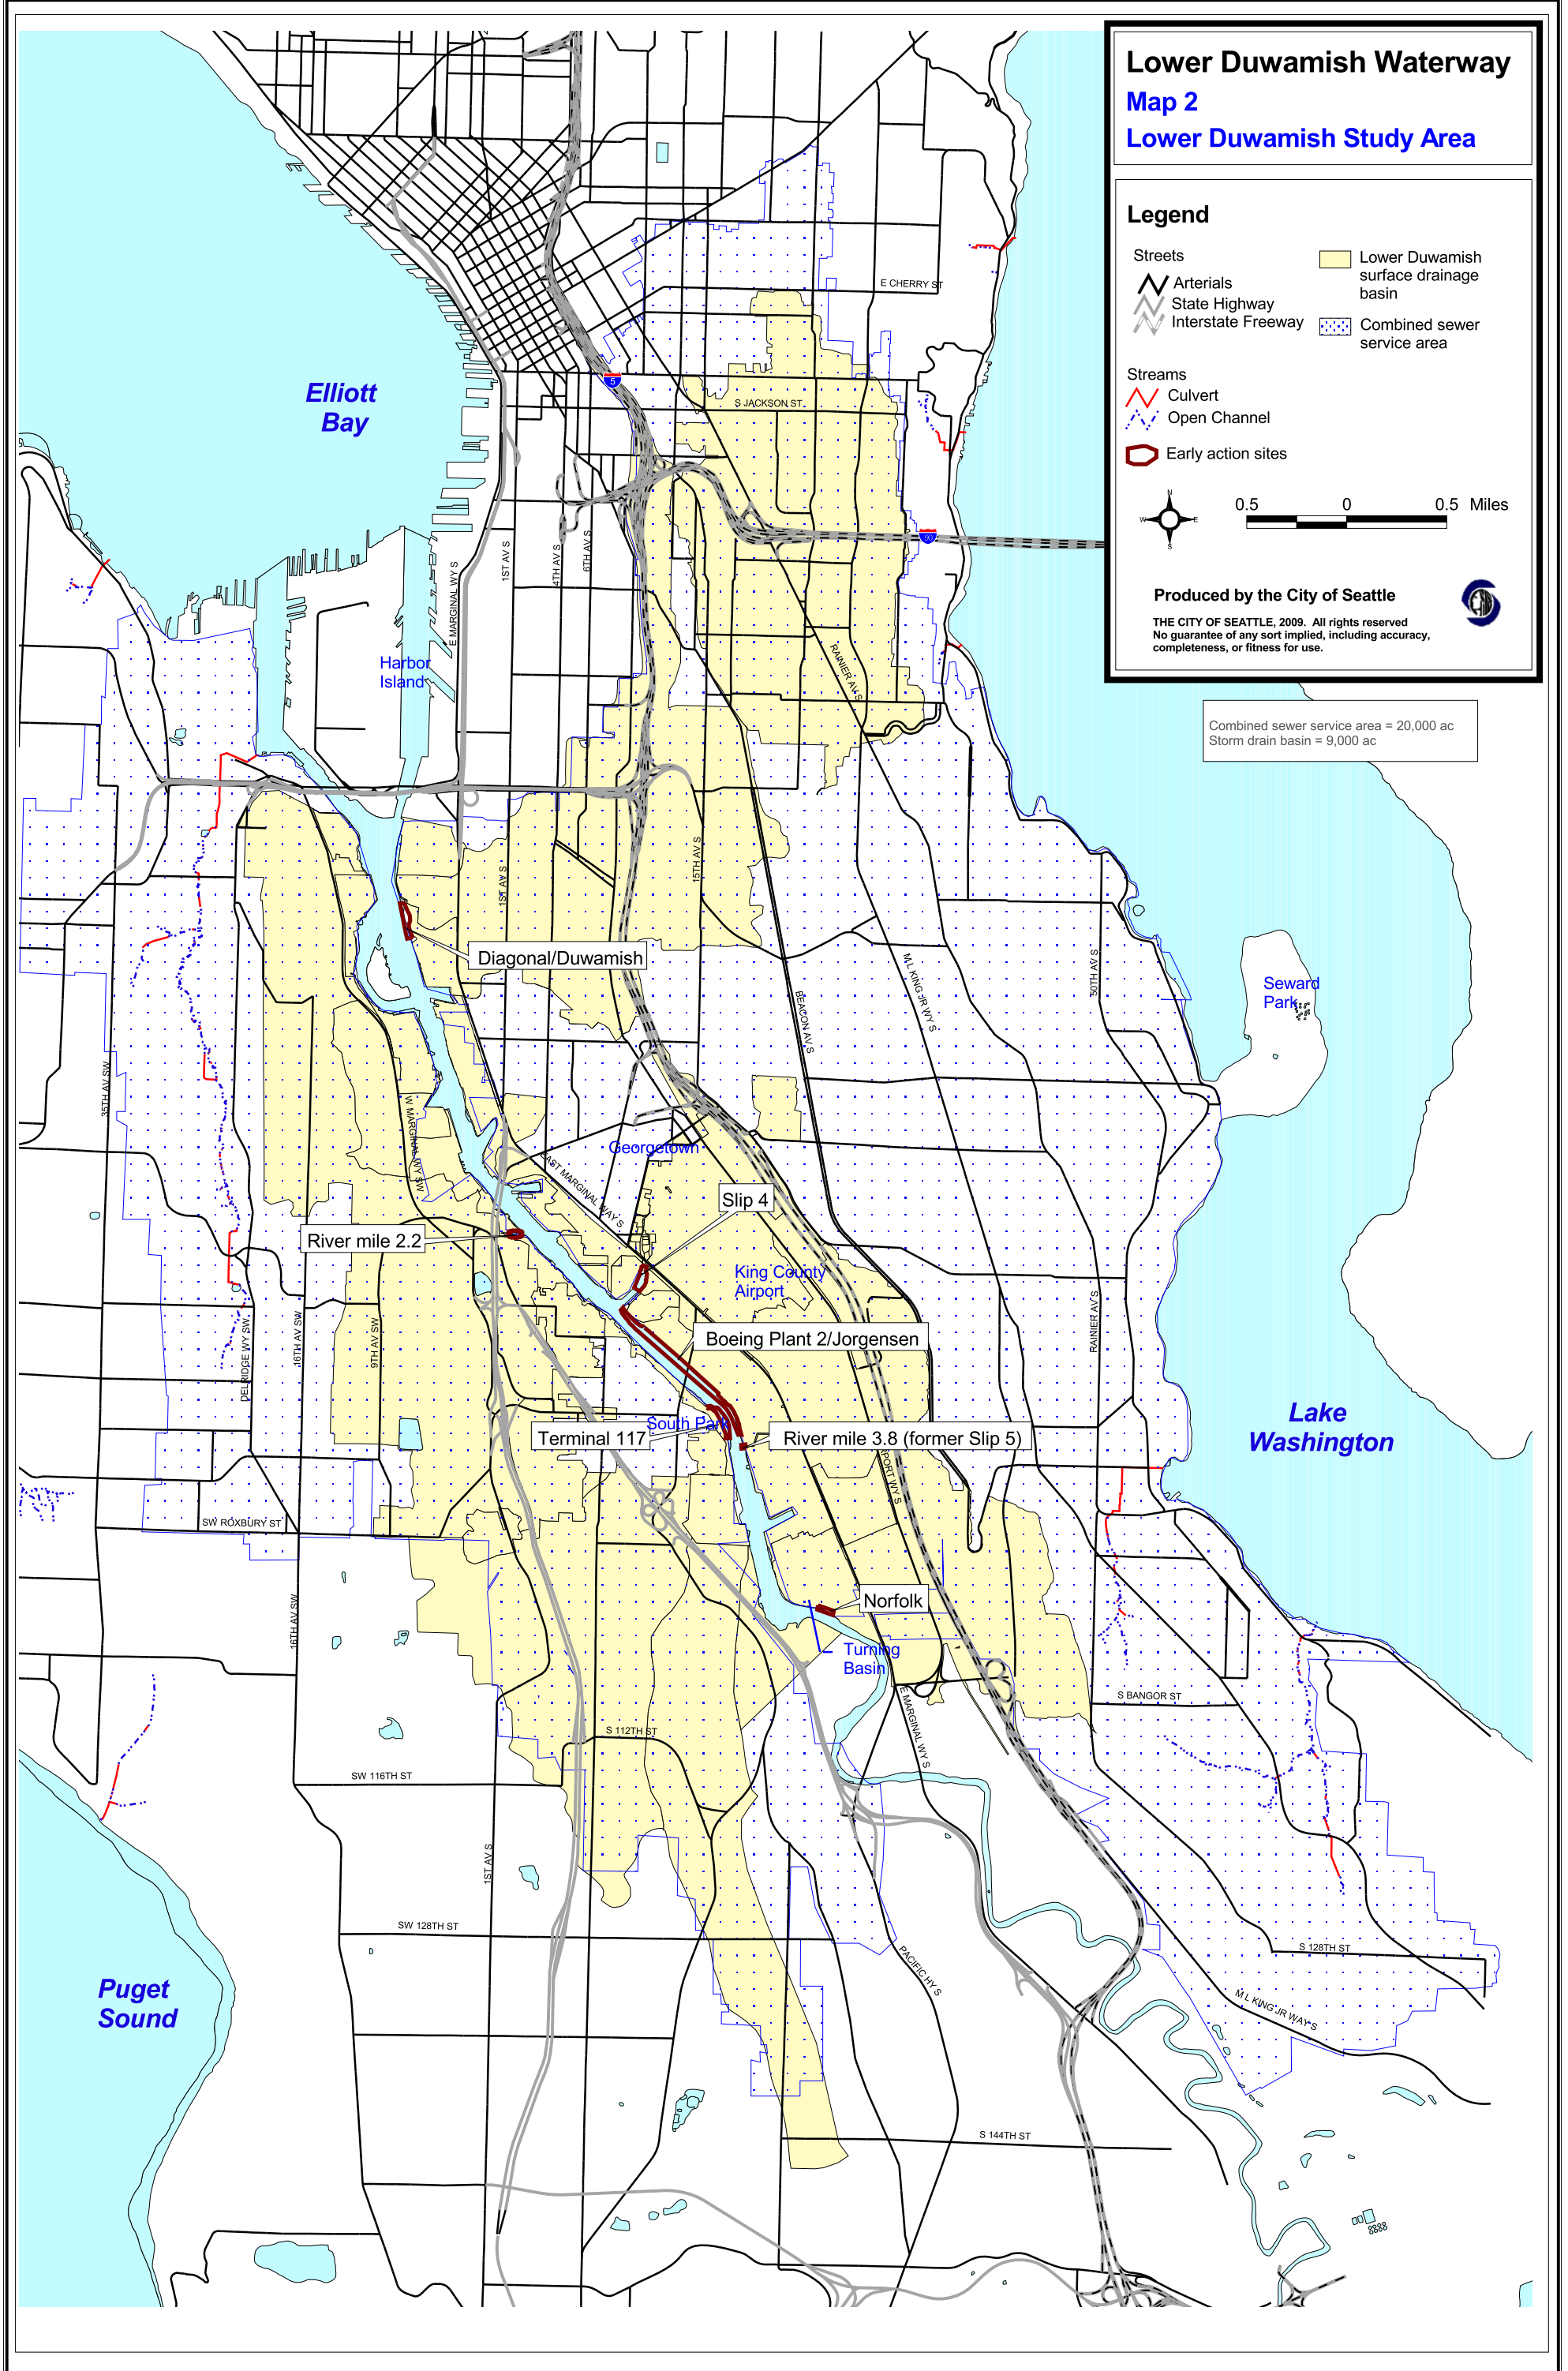 Lower Duwamish Waterway
Map 2
Lower Duwamish Study Area
Legend
Streets
Arterials
State Highway
Interstate Freeway
Lower Duwamish
surface drainage
basin
Combined sewer
service area
Streams
Culvert
Open Channel
Early action sites
N
W
E
S
0.5
0
0.5 Miles
Produced by the City of Seattle
THE CITY OF SEATTLE, 2009. All rights reserved
No guarantee of any sort implied, including accuracy,
completeness, or fitness for use.
Combined sewer service area = 20,000 ac
Storm drain basin = 9,000 ac
E CHERRY ST
5
Elliott
Bay
S JACKSON ST
90
1ST AV S
4TH AV S
6TH AV S
E MARGINAL WY S
Harbor
Island
RAINIER AV S
15TH AV S
1ST AV S
Diagonal/Duwamish
M L KING JR WY S
50TH AV S
BEACON AV S
Seward
Park
35TH AV SW
W MARGINAL WY SW
Georgetown
EAST MARGINAL WAY S
Slip 4
River mile 2.2
King County
Airport
Boeing Plant 2/Jorgensen
RAINIER AV S
DELRIDGE WY SW
16TH AV SW
9TH AV SW
South Park
Terminal 117
River mile 3.8 (former Slip 5)
Lake
Washington
RPORT WY S
SW ROXBURY ST
16TH AV SW
Norfolk
Turning
Basin
S BANGOR ST
E MARGINAL WY S
S 112TH ST
SW 116TH ST
1ST AV S
SW 128TH ST
S 128TH ST
PACIFIC HY S
M L KING JR WAY S
Puget
Sound
S 144TH ST